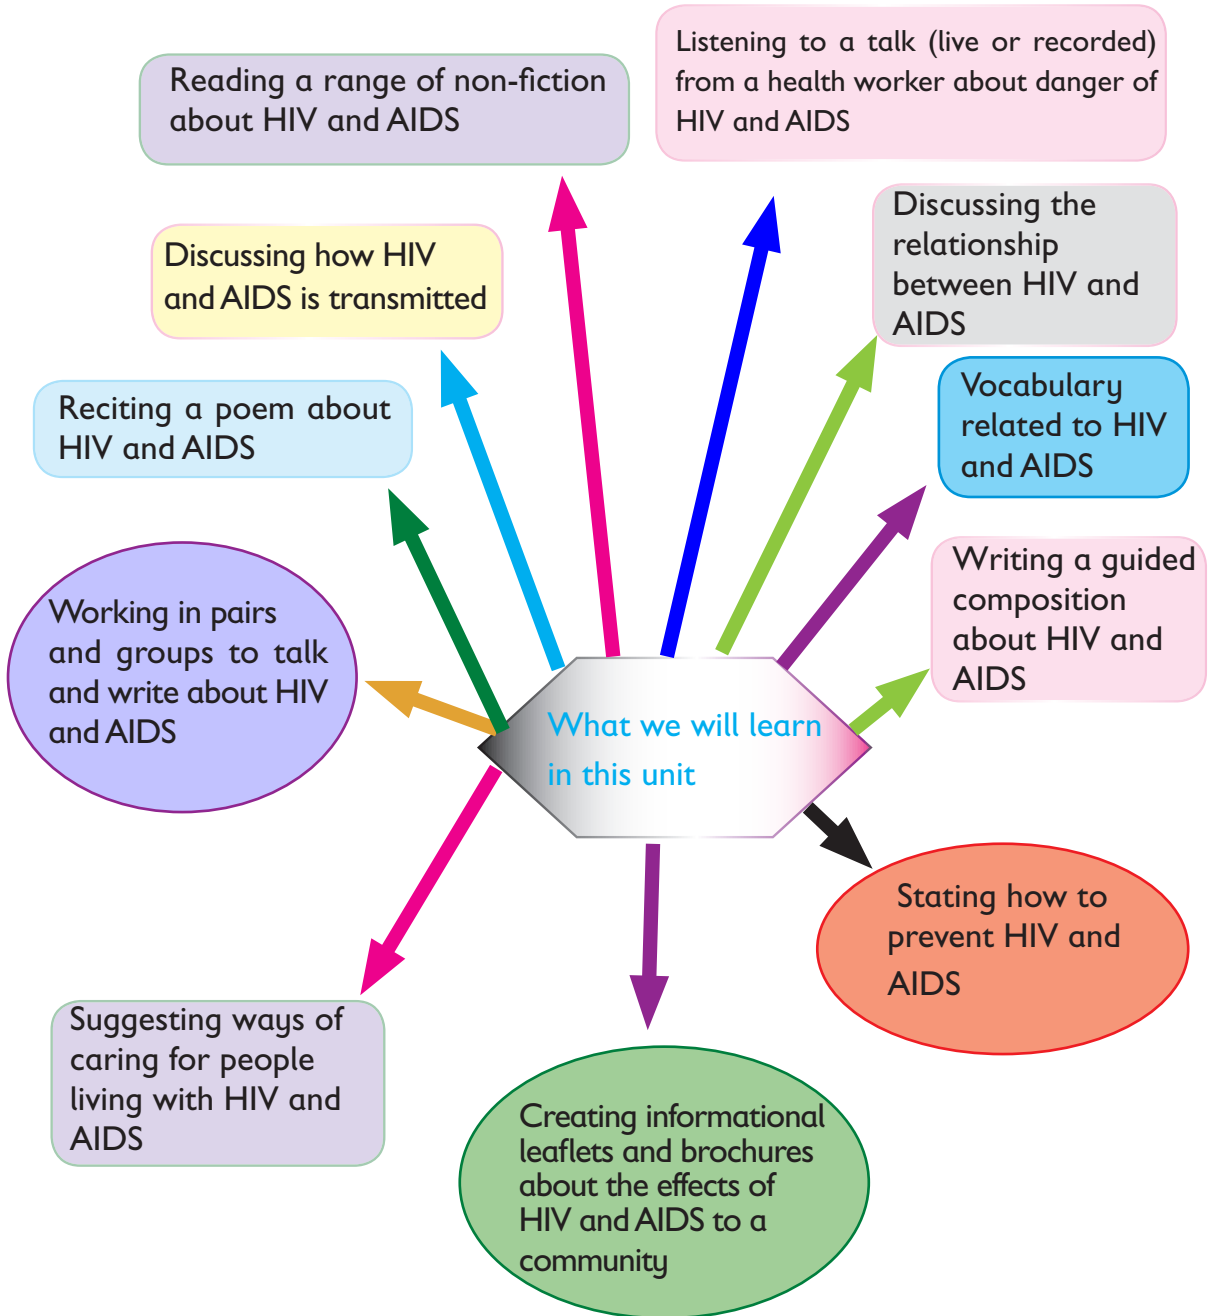 Reading a range of non-fiction
about HIV and AIDS
Listening to a talk (live or recorded)
from a health worker about danger of
HIV and AIDS
Discussing how HIV
and AIDS is transmitted
Discussing the
relationship
between HIV and
AIDS
Reciting a poem about
HIV and AIDS
Vocabulary
related to HIV
and AIDS
Working in pairs
and groups to talk
and write about HIV
and AIDS
Writing a guided
composition
about HIV and
AIDS
What we will learn
in this unit
Stating how to
prevent HIV and
AIDS
Suggesting ways of
caring for people
living with HIV and
AIDS
Creating informational
leaflets and brochures
about the effects of
HIV and AIDS to a
community